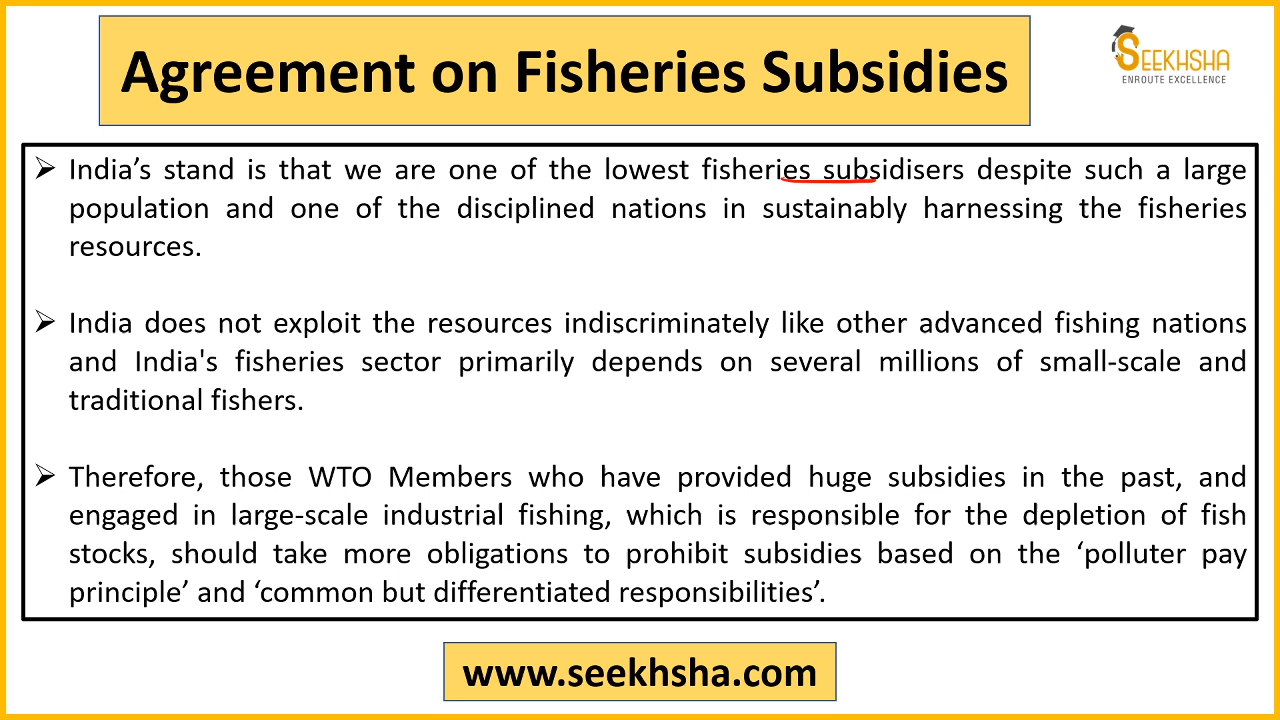 Agreement on Fisheries Subsidies
SEEKHSHA
ENROUTE EXCELLENCE
➢ India’s stand is that we are one of the lowest fisheries subsidisers despite such a large
population and one of the disciplined nations in sustainably harnessing the fisheries
resources.
➢ India does not exploit the resources indiscriminately like other advanced fishing nations
and India's fisheries sector primarily depends on several millions of small-scale and
traditional fishers.
➢ Therefore, those WTO Members who have provided huge subsidies in the past, and
engaged in large-scale industrial fishing, which is responsible for the depletion of fish
stocks, should take more obligations to prohibit subsidies based on the ‘polluter pay
principle’ and ‘common but differentiated responsibilities’.
www.seekhsha.com